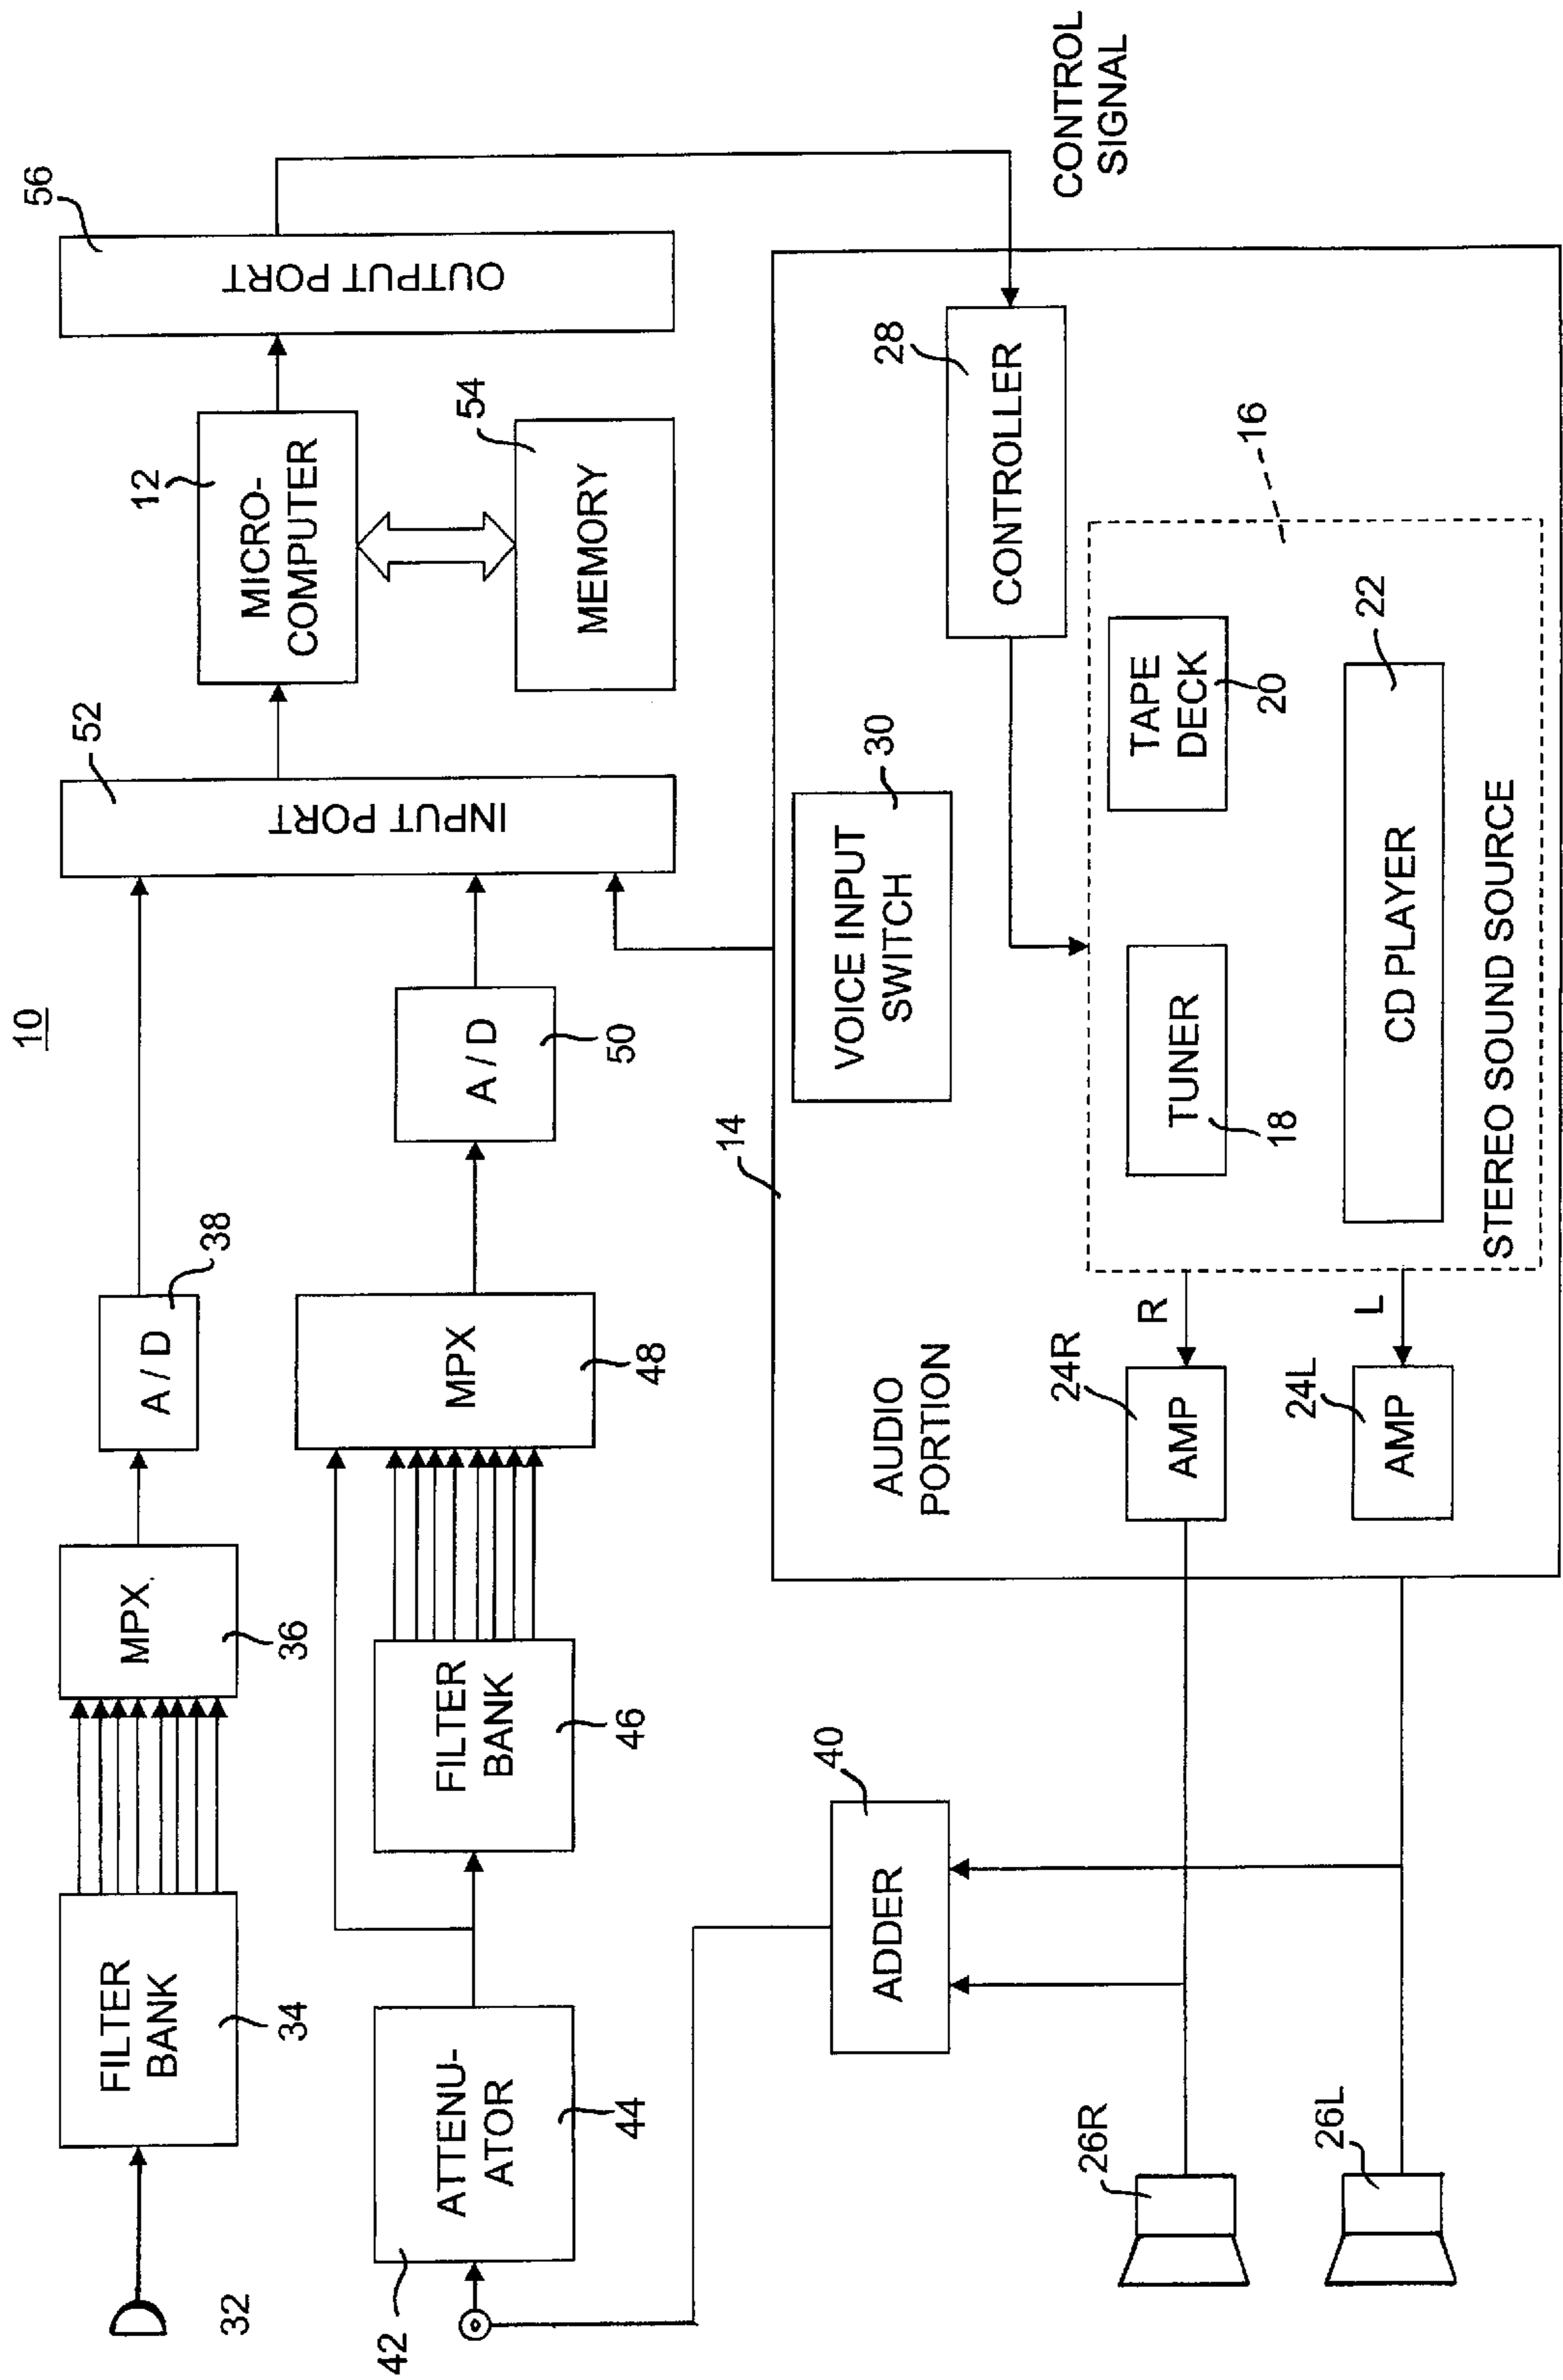 10
32
FILTER
BANK
34
MPX
36
A / D
38
42
ATTENU-
ATOR
44
FILTER
BANK
46
MPX
48
A / D
50
INPUT PORT
52
MICRO-
COMPUTER
12
MEMORY
54
OUTPUT PORT
56
CONTROL
SIGNAL
ADDER
40
26R
26L
14
AUDIO
PORTION
VOICE INPUT
SWITCH
30
CONTROLLER
28
24R
AMP
R
24L
AMP
L
16
TUNER
18
TAPE
DECK
20
CD PLAYER
22
STEREO SOUND SOURCE